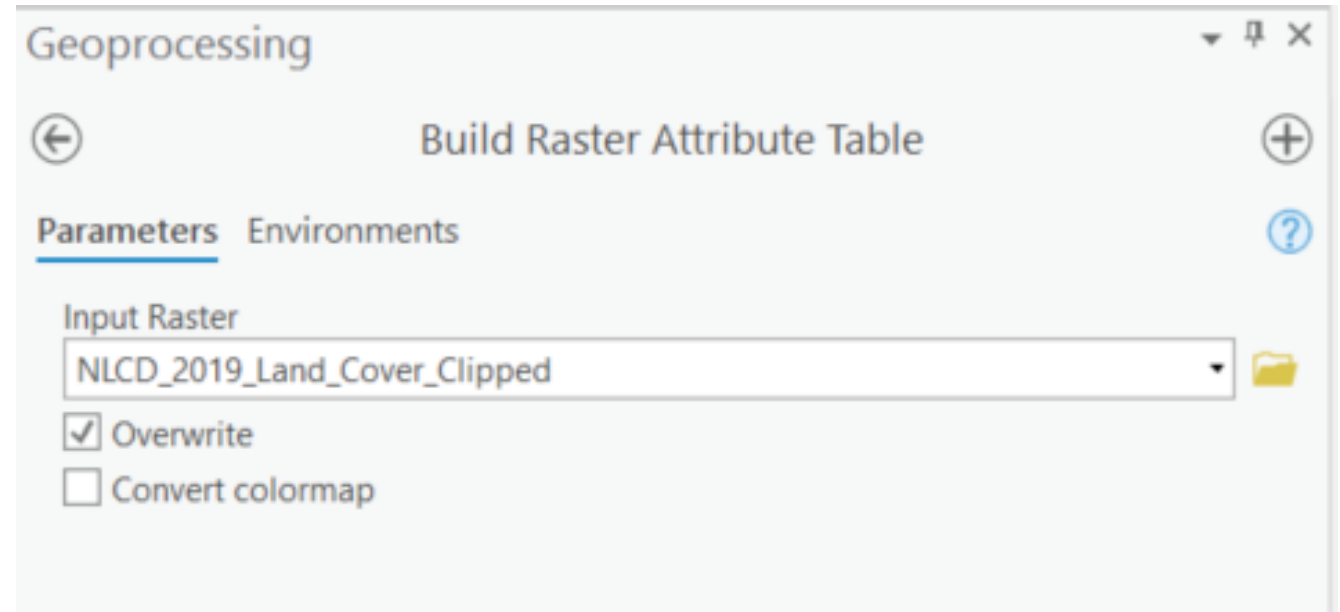 Geoprocessing
Build Raster Attribute Table
Parameters Environments
Input Raster
NLCD_2019_Land_Cover_Clipped
Overwrite
Convert colormap